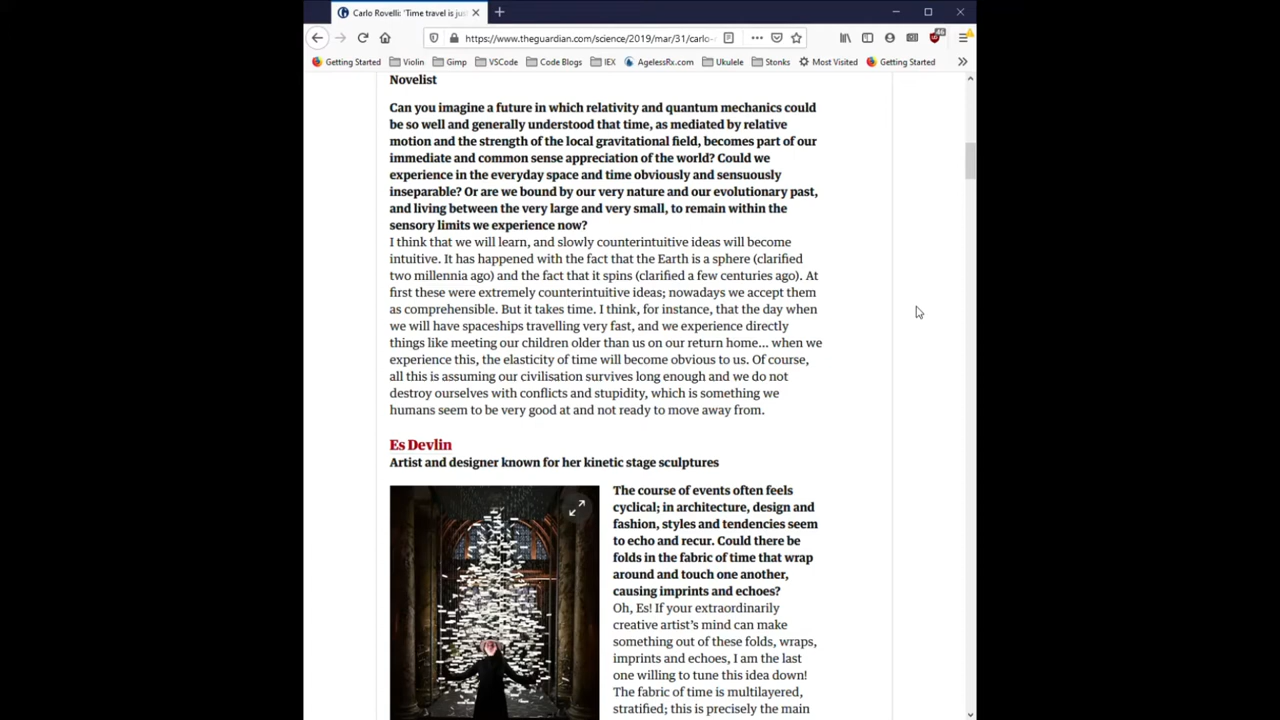 Carlo Rovelli: 'Time travel is jus
https://www.theguardian.com/science/2019/mar/31/carlo-
46
Getting Started Violin Gimp VSCode Code Blogs IEX AgelessRx.com Ukulele Stonks Most Visited Getting Started
Novelist
Can you imagine a future in which relativity and quantum mechanics could
be so well and generally understood that time, as mediated by relative
motion and the strength of the local gravitational field, becomes part of our
immediate and common sense appreciation of the world? Could we
experience in the everyday space and time obviously and sensuously
inseparable? Or are we bound by our very nature and our evolutionary past,
and living between the very large and very small, to remain within the
sensory limits we experience now?
I think that we will learn, and slowly counterintuitive ideas will become
intuitive. It has happened with the fact that the Earth is a sphere (clarified
two millennia ago) and the fact that it spins (clarified a few centuries ago). At
first these were extremely counterintuitive ideas; nowadays we accept them
as comprehensible. But it takes time. I think, for instance, that the day when
we will have spaceships travelling very fast, and we experience directly
things like meeting our children older than us on our return home... when we
experience this, the elasticity of time will become obvious to us. Of course,
all this is assuming our civilisation survives long enough and we do not
destroy ourselves with conflicts and stupidity, which is something we
humans seem to be very good at and not ready to move away from.
Es Devlin
Artist and designer known for her kinetic stage sculptures
The course of events often feels
cyclical; in architecture, design and
fashion, styles and tendencies seem
to echo and recur. Could there be
folds in the fabric of time that wrap
around and touch one another,
causing imprints and echoes?
Oh, Es! If your extraordinarily
creative artist's mind can make
something out of these folds, wraps,
imprints and echoes, I am the last
one willing to tune this idea down!
The fabric of time is multilayered,
stratified; this is precisely the main